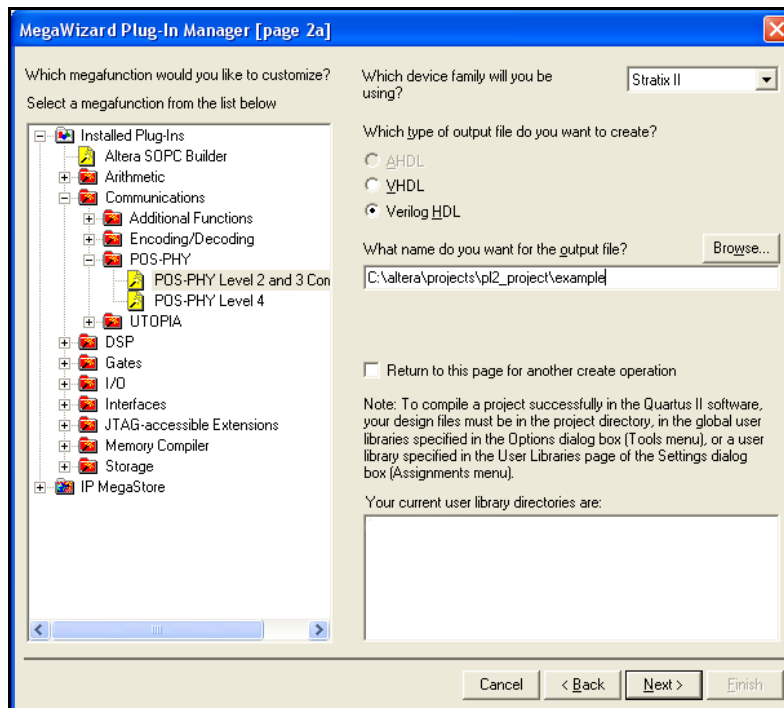 MegaWizard Plug-In Manager [page 2a]
Which megafunction would you like to customize?
Select a megafunction from the list below
Installed Plug-Ins
Altera SOPC Builder
Arithmetic
Communications
Additional Functions
Encoding/Decoding
POS-PHY
POS-PHY Level 2 and 3 Con
POS-PHY Level 4
UTOPIA
DSP
Gates
I/O
Interfaces
JTAG-accessible Extensions
Memory Compiler
Storage
IP MegaStore
Which device family will you be
using?
Stratix II
Which type of output file do you want to create?
AHDL
VHDL
Verilog HDL
What name do you want for the output file?
Browse...
C:\altera\projects\pl2_project\example
Return to this page for another create operation
Note: To compile a project successfully in the Quartus II software,
your design files must be in the project directory, in the global user
libraries specified in the Options dialog box (Tools menu), or a user
library specified in the User Libraries page of the Settings dialog
box (Assignments menu).
Your current user library directories are:
Cancel
< Back
Next >
Finish